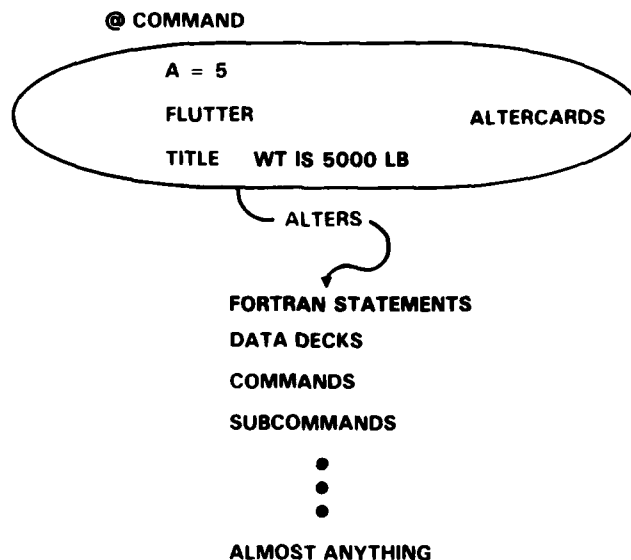 @ COMMAND
A = 5
FLUTTER ALTERCARDS
TITLE WT IS 5000 LB
ALTERS
FORTRAN STATEMENTS
DATA DECKS
COMMANDS
SUBCOMMANDS
ALMOST ANYTHING